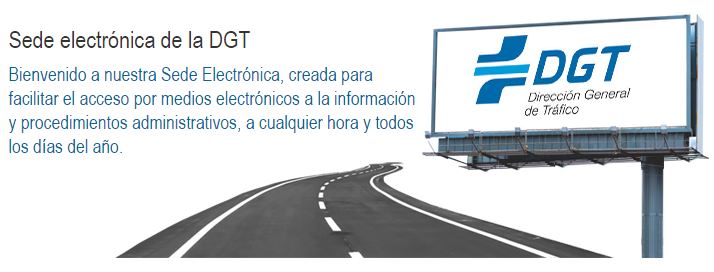 Sede electrónica de la DGT
Bienvenido a nuestra Sede Electrónica, creada para
facilitar el acceso por medios electrónicos a la información
y procedimientos administrativos, a cualquier hora y todos
los días del año.
DGT
Dirección General
de Tráfico